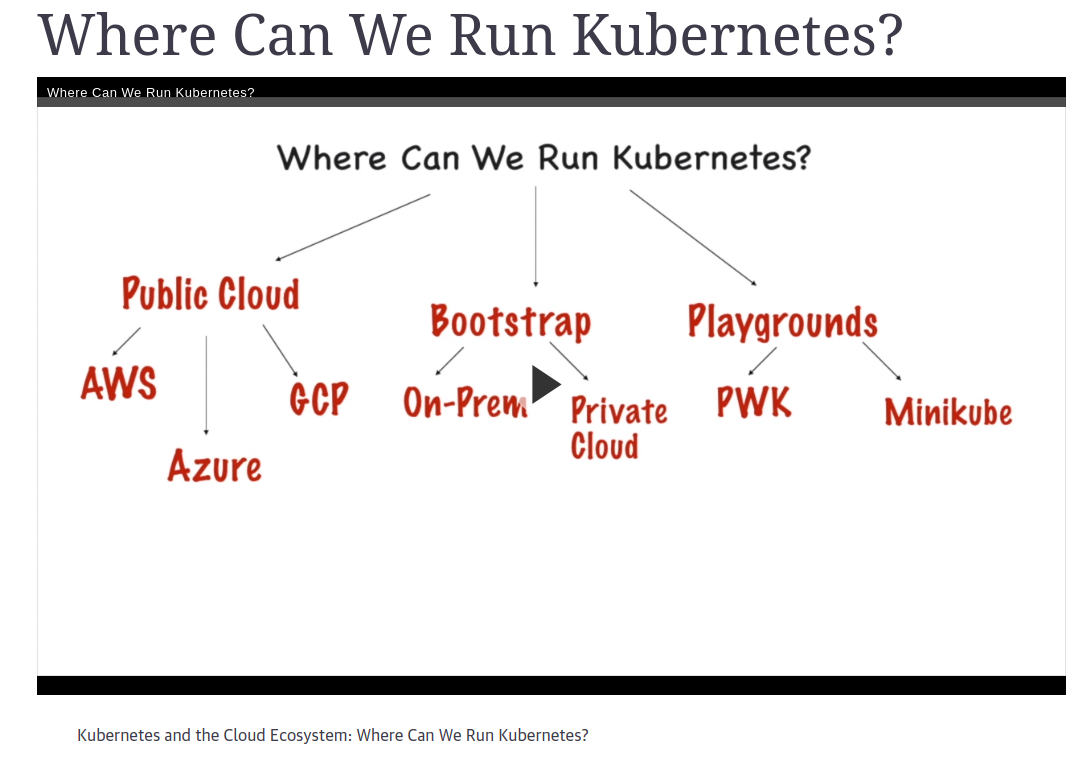 Where Can We Run Kubernetes?
Where Can We Run Kubernetes?
Where Can We Run Kubernetes?
Public Cloud
Bootstrap
Playgrounds
AWS
GCP
On-Prem
Private
Cloud
PWK
Minikube
Azure
Kubernetes and the Cloud Ecosystem: Where Can We Run Kubernetes?